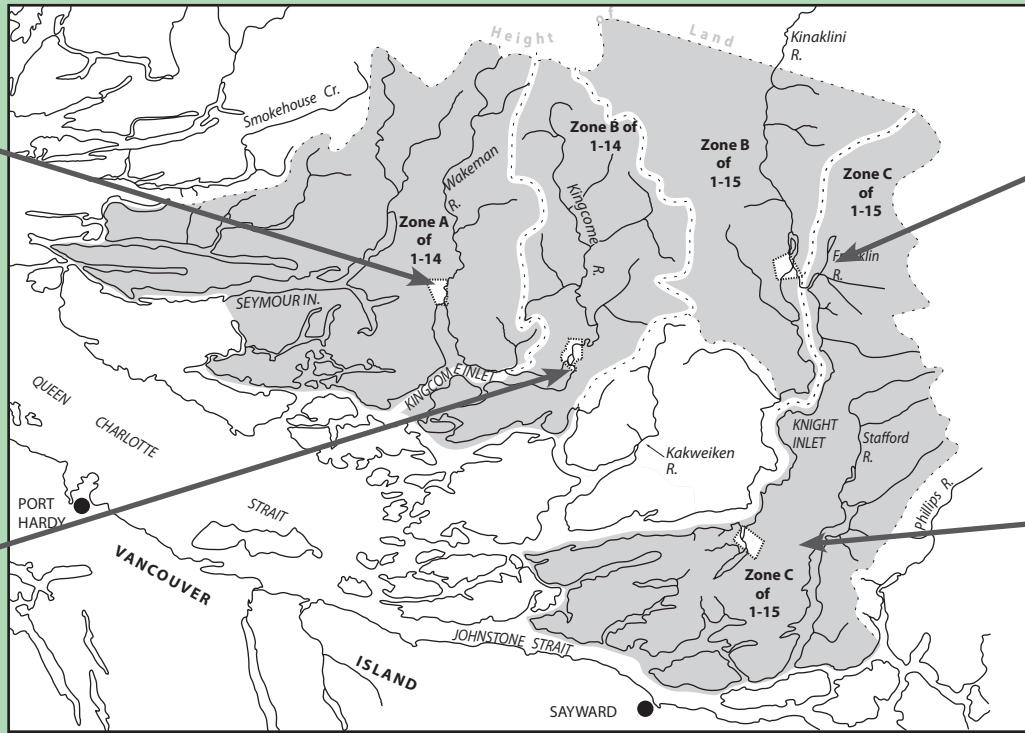 Height of Land
Kinaklini
R.
Smokehouse Cr.
Zone B of
1-14
Zone B
of
1-15
Wakeman
R.
Zone C
of
1-15
Kingcome
R.
Zone A
of
1-14
Franklin
R.
SEYMOUR IN.
KINGCOME INLET
QUEEN
CHARLOTTE
STRAIT
KNIGHT
INLET
Stafford
R.
Kakweiken
R.
Phillips R.
PORT
HARDY
VANCOUVER
ISLAND
Zone C
of
1-15
JOHNSTONE STRAIT
SAYWARD